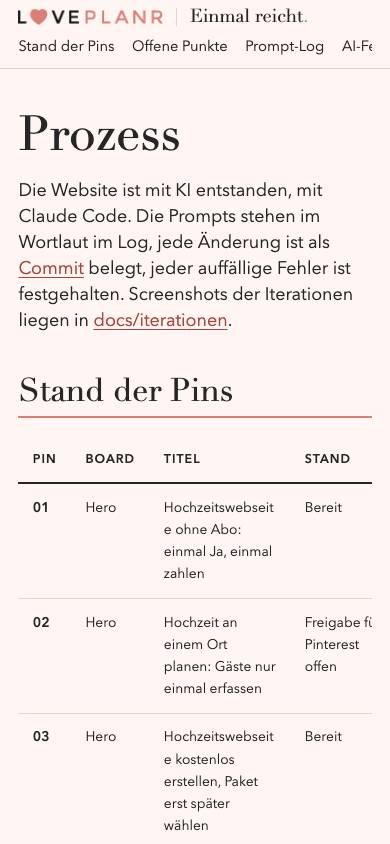 LOVEPLANR Einmal reicht.
Stand der Pins Offene Punkte Prompt-Log
Prozess
Die Website ist mit KI entstanden, mit
Claude Code. Die Prompts stehen im
Wortlaut im Log, jede Änderung ist als
Commit belegt, jeder auffällige Fehler ist
festgehalten. Screenshots der Iterationen
liegen in docs/iterationen.
Stand der Pins
PIN BOARD TITEL STAND
01 Hero Hochzeitswebseit Bereit
e ohne Abo:
einmal Ja, einmal
zahlen
02 Hero Hochzeit an Freigabe
einem Ort Pinterest
planen: Gäste nur offen
einmal erfassen
03 Hero Hochzeitswebseit Bereit
e kostenlos
erstellen, Paket
erst später
wählen